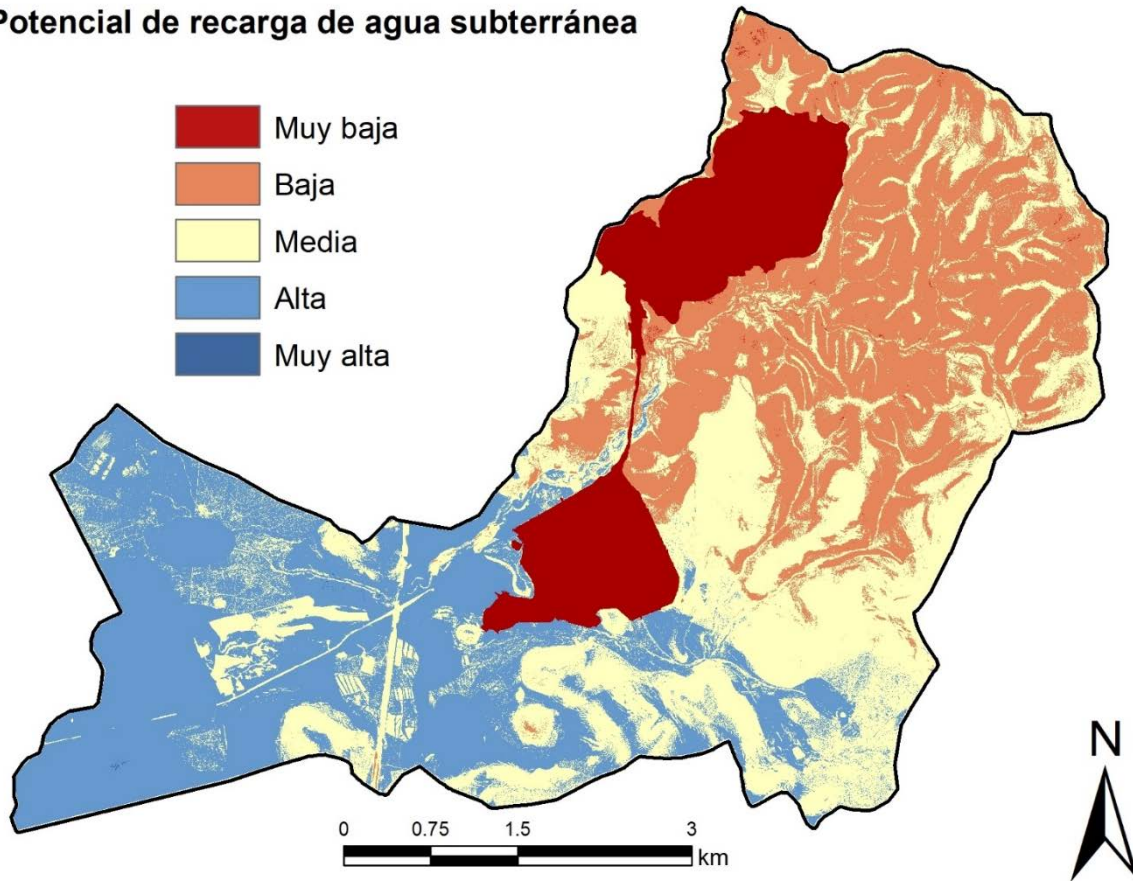 Potencial de recarga de agua subterránea
Muy baja
Baja
Media
Alta
Muy alta
N
0 0.75 1.5 3
km